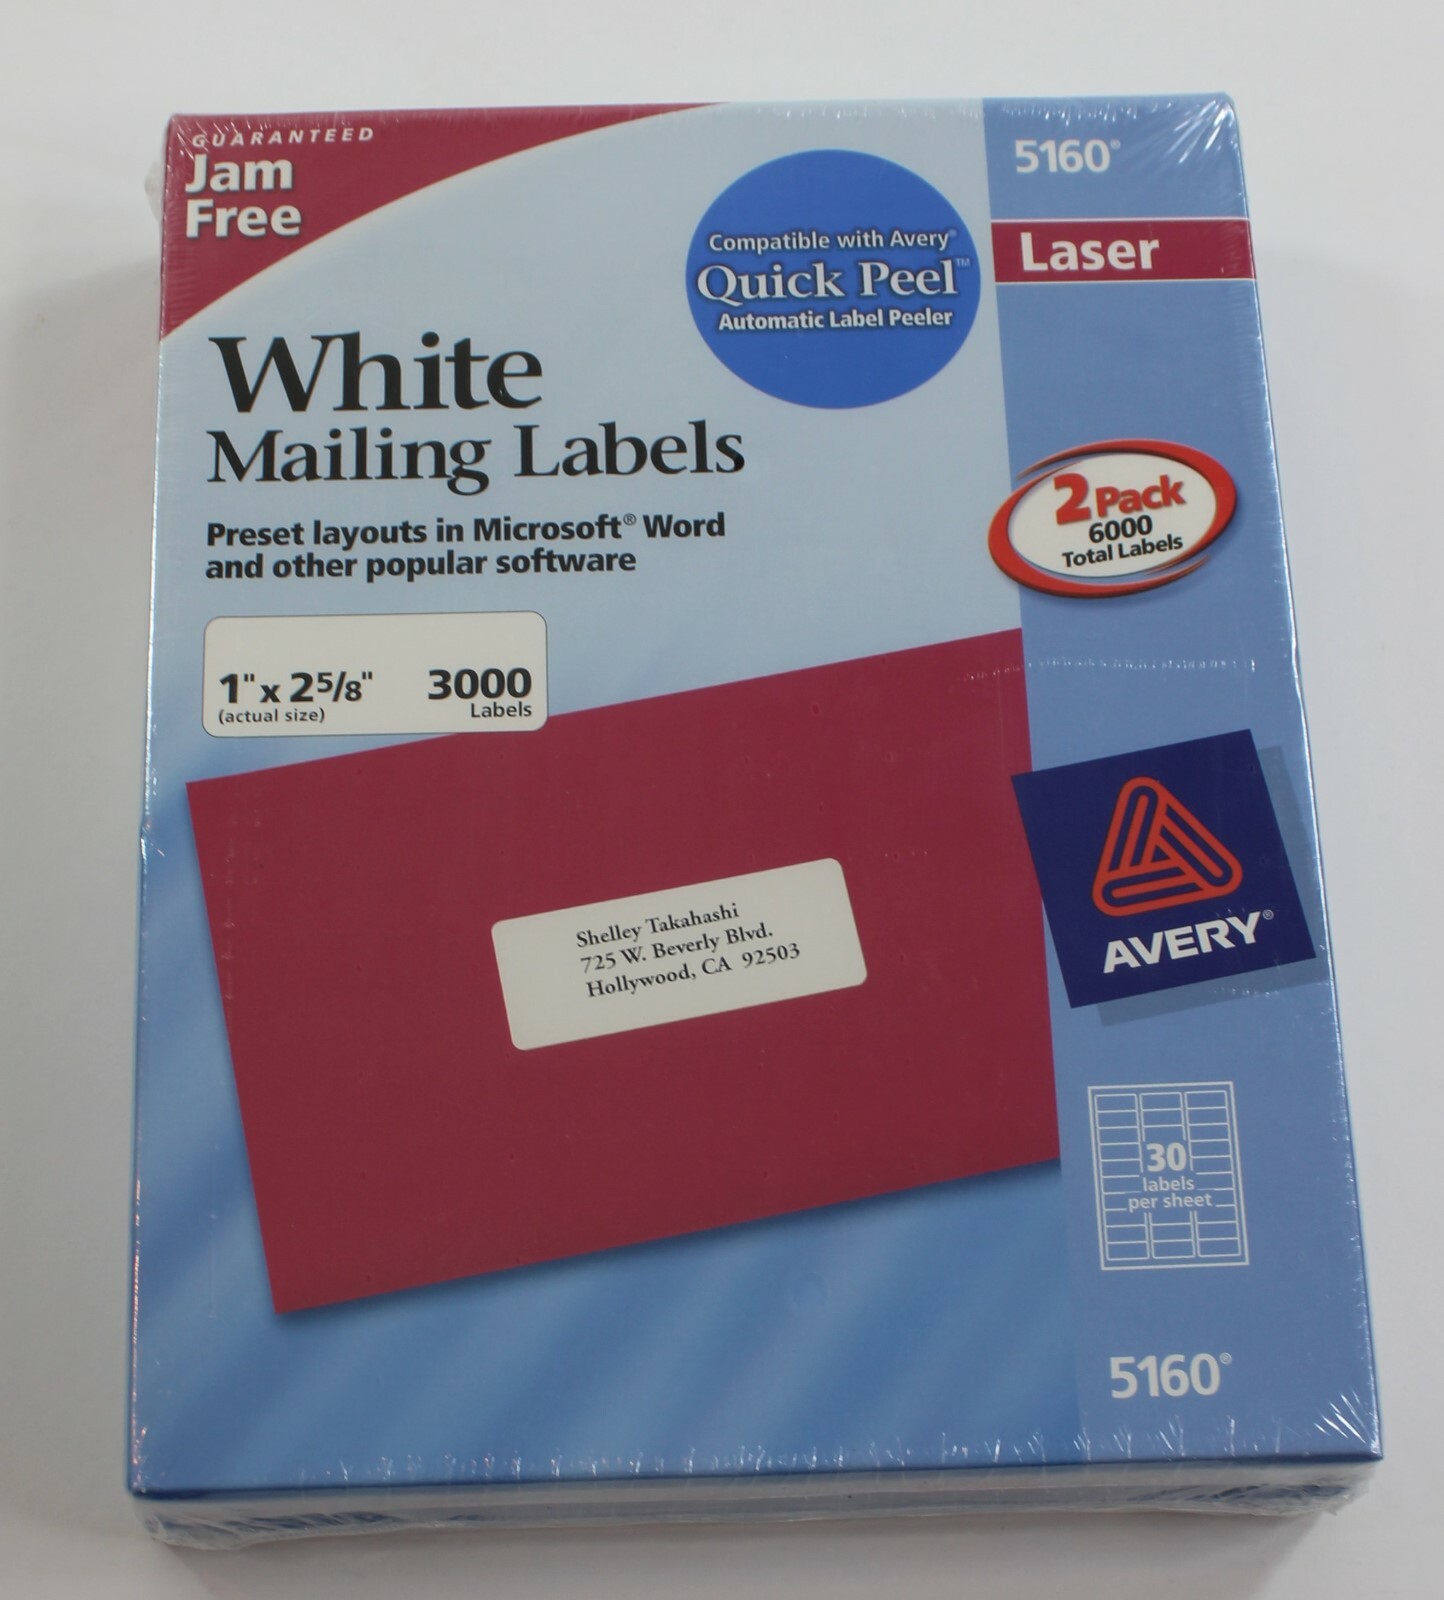 GUARANTEED
Jam
Free
Compatible with Avery®
Quick Peel™
Automatic Label Peeler
5160®
Laser
White
Mailing Labels
Preset layouts in Microsoft® Word
and other popular software
2 Pack
6000
Total Labels
1" x 2 5/8"
(actual size)
3000
Labels
Shelley Takahashi
725 W. Beverly Blvd.
Hollywood, CA 92503
AVERY®
30
labels
per sheet
5160®